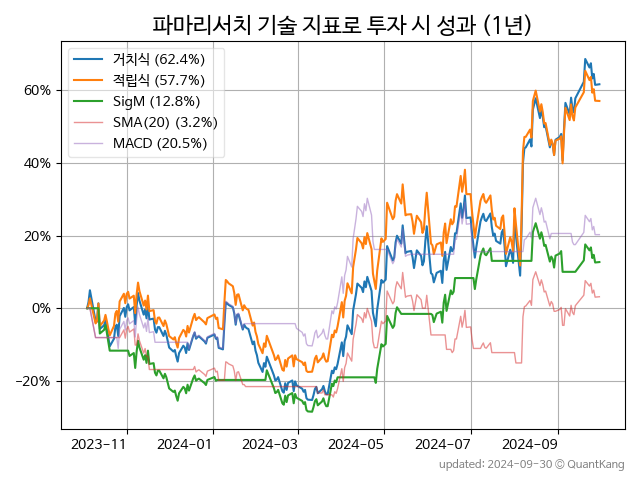 파마리서치 기술 지표로 투자 시 성과 (1년)
거치식 (62.4%)
적립식 (57.7%)
SigM (12.8%)
SMA(20) (3.2%)
MACD (20.5%)
60%
40%
20%
0%
−20%
2023-11 2024-01 2024-03 2024-05 2024-07 2024-09
updated: 2024-09-30 © QuantKang